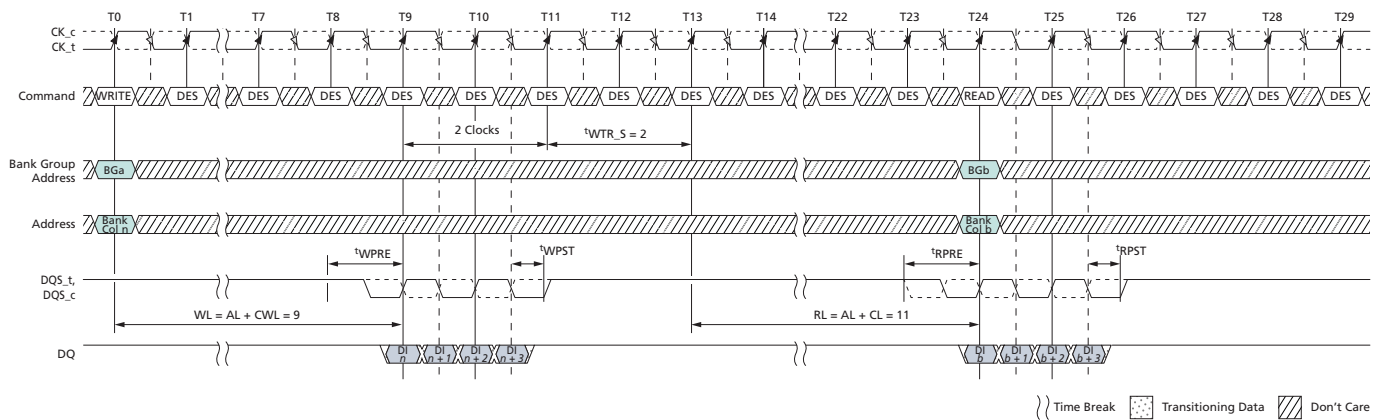 T0 T1 T7 T8 T9 T10 T11 T12 T13 T14 T22 T23 T24 T25 T26 T27 T28 T29
CK_c
CK_t
Command WRITE DES DES DES DES DES DES DES DES DES DES DES READ DES DES DES DES DES
2 Clocks tWTR_S = 2
Bank Group
Address BGa BGb
Address Bank
Col n Bank
Col b
tWPRE tWPST tRPRE tRPST
DQS_t,
DQS_c
WL = AL + CWL = 9 RL = AL + CL = 11
DQ DI
n DI
n + 1 DI
n + 2 DI
n + 3 DI
b DI
b + 1 DI
b + 2 DI
b + 3
Time Break Transitioning Data Don't Care